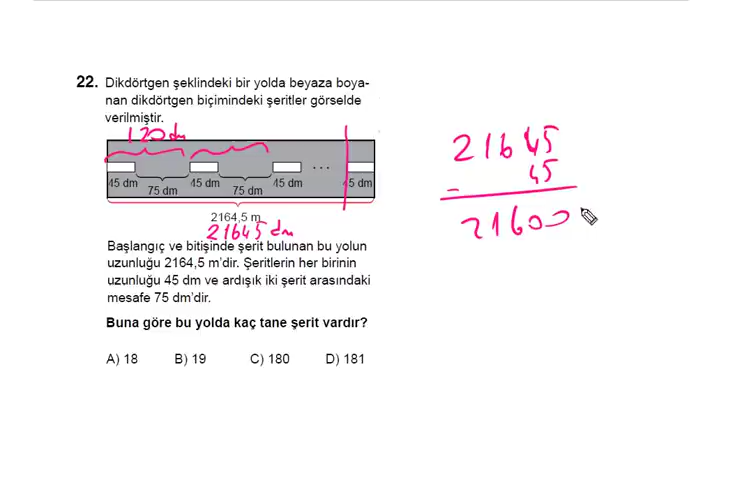 22. Dikdörtgen şeklindeki bir yolda beyaza boya-
nan dikdörtgen biçimindeki şeritler görselde
verilmiştir.
120 dm
45 dm 75 dm 45 dm 75 dm 45 dm ... 45 dm
2164,5 m
21645 dm
Başlangıç ve bitişinde şerit bulunan bu yolun
uzunluğu 2164,5 m'dir. Şeritlerin her birinin
uzunluğu 45 dm ve ardışık iki şerit arasındaki
mesafe 75 dm'dir.
Buna göre bu yolda kaç tane şerit vardır?
A) 18 B) 19 C) 180 D) 181
21645
- 45
21600